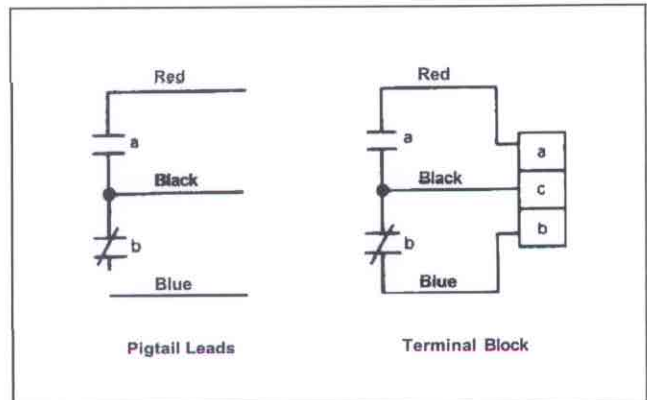 Red
a
Black
b
Blue
Pigtail Leads
Red
a
Black
b
Blue
a
c
b
Terminal Block